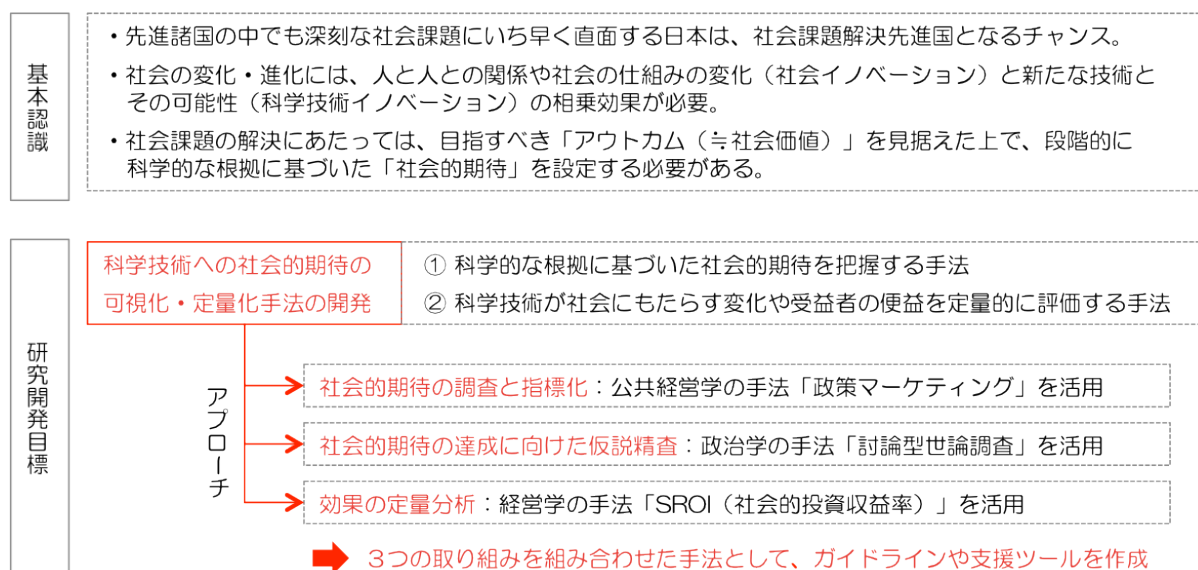 基本認識
・先進諸国の中でも深刻な社会課題にいち早く直面する日本は、社会課題解決先進国となるチャンス。
・社会の変化・進化には、人と人との関係や社会の仕組みの変化（社会イノベーション）と新たな技術と
その可能性（科学技術イノベーション）の相乗効果が必要。
・社会課題の解決にあたっては、目指すべき「アウトカム（≒社会価値）」を見据えた上で、段階的に
科学的な根拠に基づいた「社会的期待」を設定する必要がある。
研究開発目標
科学技術への社会的期待の
可視化・定量化手法の開発
① 科学的な根拠に基づいた社会的期待を把握する手法
② 科学技術が社会にもたらす変化や受益者の便益を定量的に評価する手法
アプローチ
社会的期待の調査と指標化：公共経営学の手法「政策マーケティング」を活用
社会的期待の達成に向けた仮説精査：政治学の手法「討論型世論調査」を活用
効果の定量分析：経営学の手法「SROI（社会的投資収益率）」を活用
３つの取り組みを組み合わせた手法として、ガイドラインや支援ツールを作成